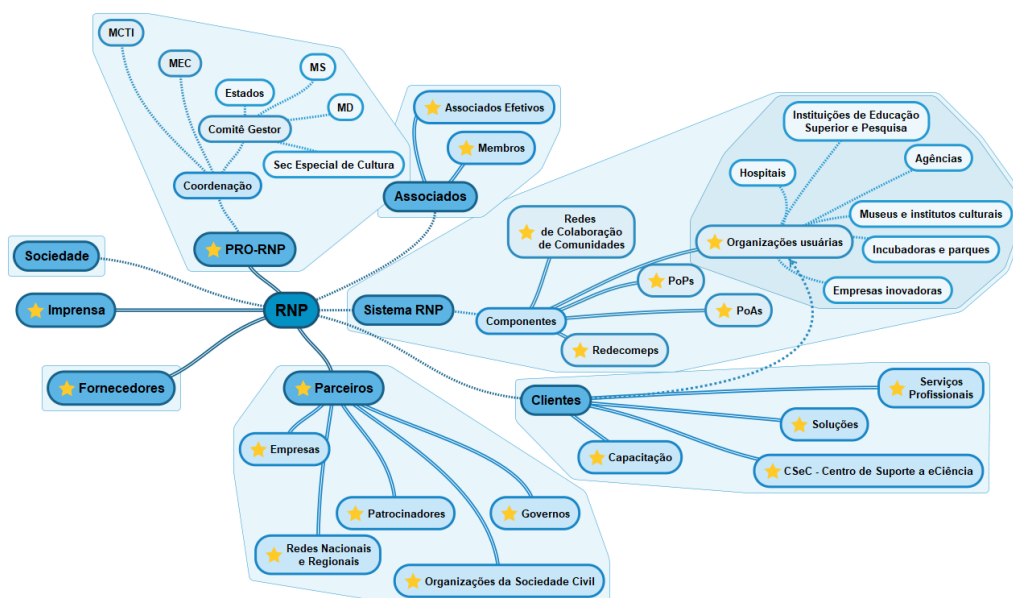 MCTI
MEC
MS
Estados
MD
Comitê Gestor
Sec Especial de Cultura
Coordenação
PRO-RNP
Associados Efetivos
Membros
Associados
Instituições de Educação
Superior e Pesquisa
Agências
Hospitais
Museus e institutos culturais
Organizações usuárias
Incubadoras e parques
Empresas inovadoras
Redes
de Colaboração
de Comunidades
PoPs
PoAs
Componentes
Redecomeps
Sistema RNP
Sociedade
RNP
Imprensa
Fornecedores
Parceiros
Empresas
Patrocinadores
Governos
Redes Nacionais
e Regionais
Organizações da Sociedade Civil
Clientes
Serviços
Profissionais
Soluções
Capacitação
CSeC - Centro de Suporte a eCiência